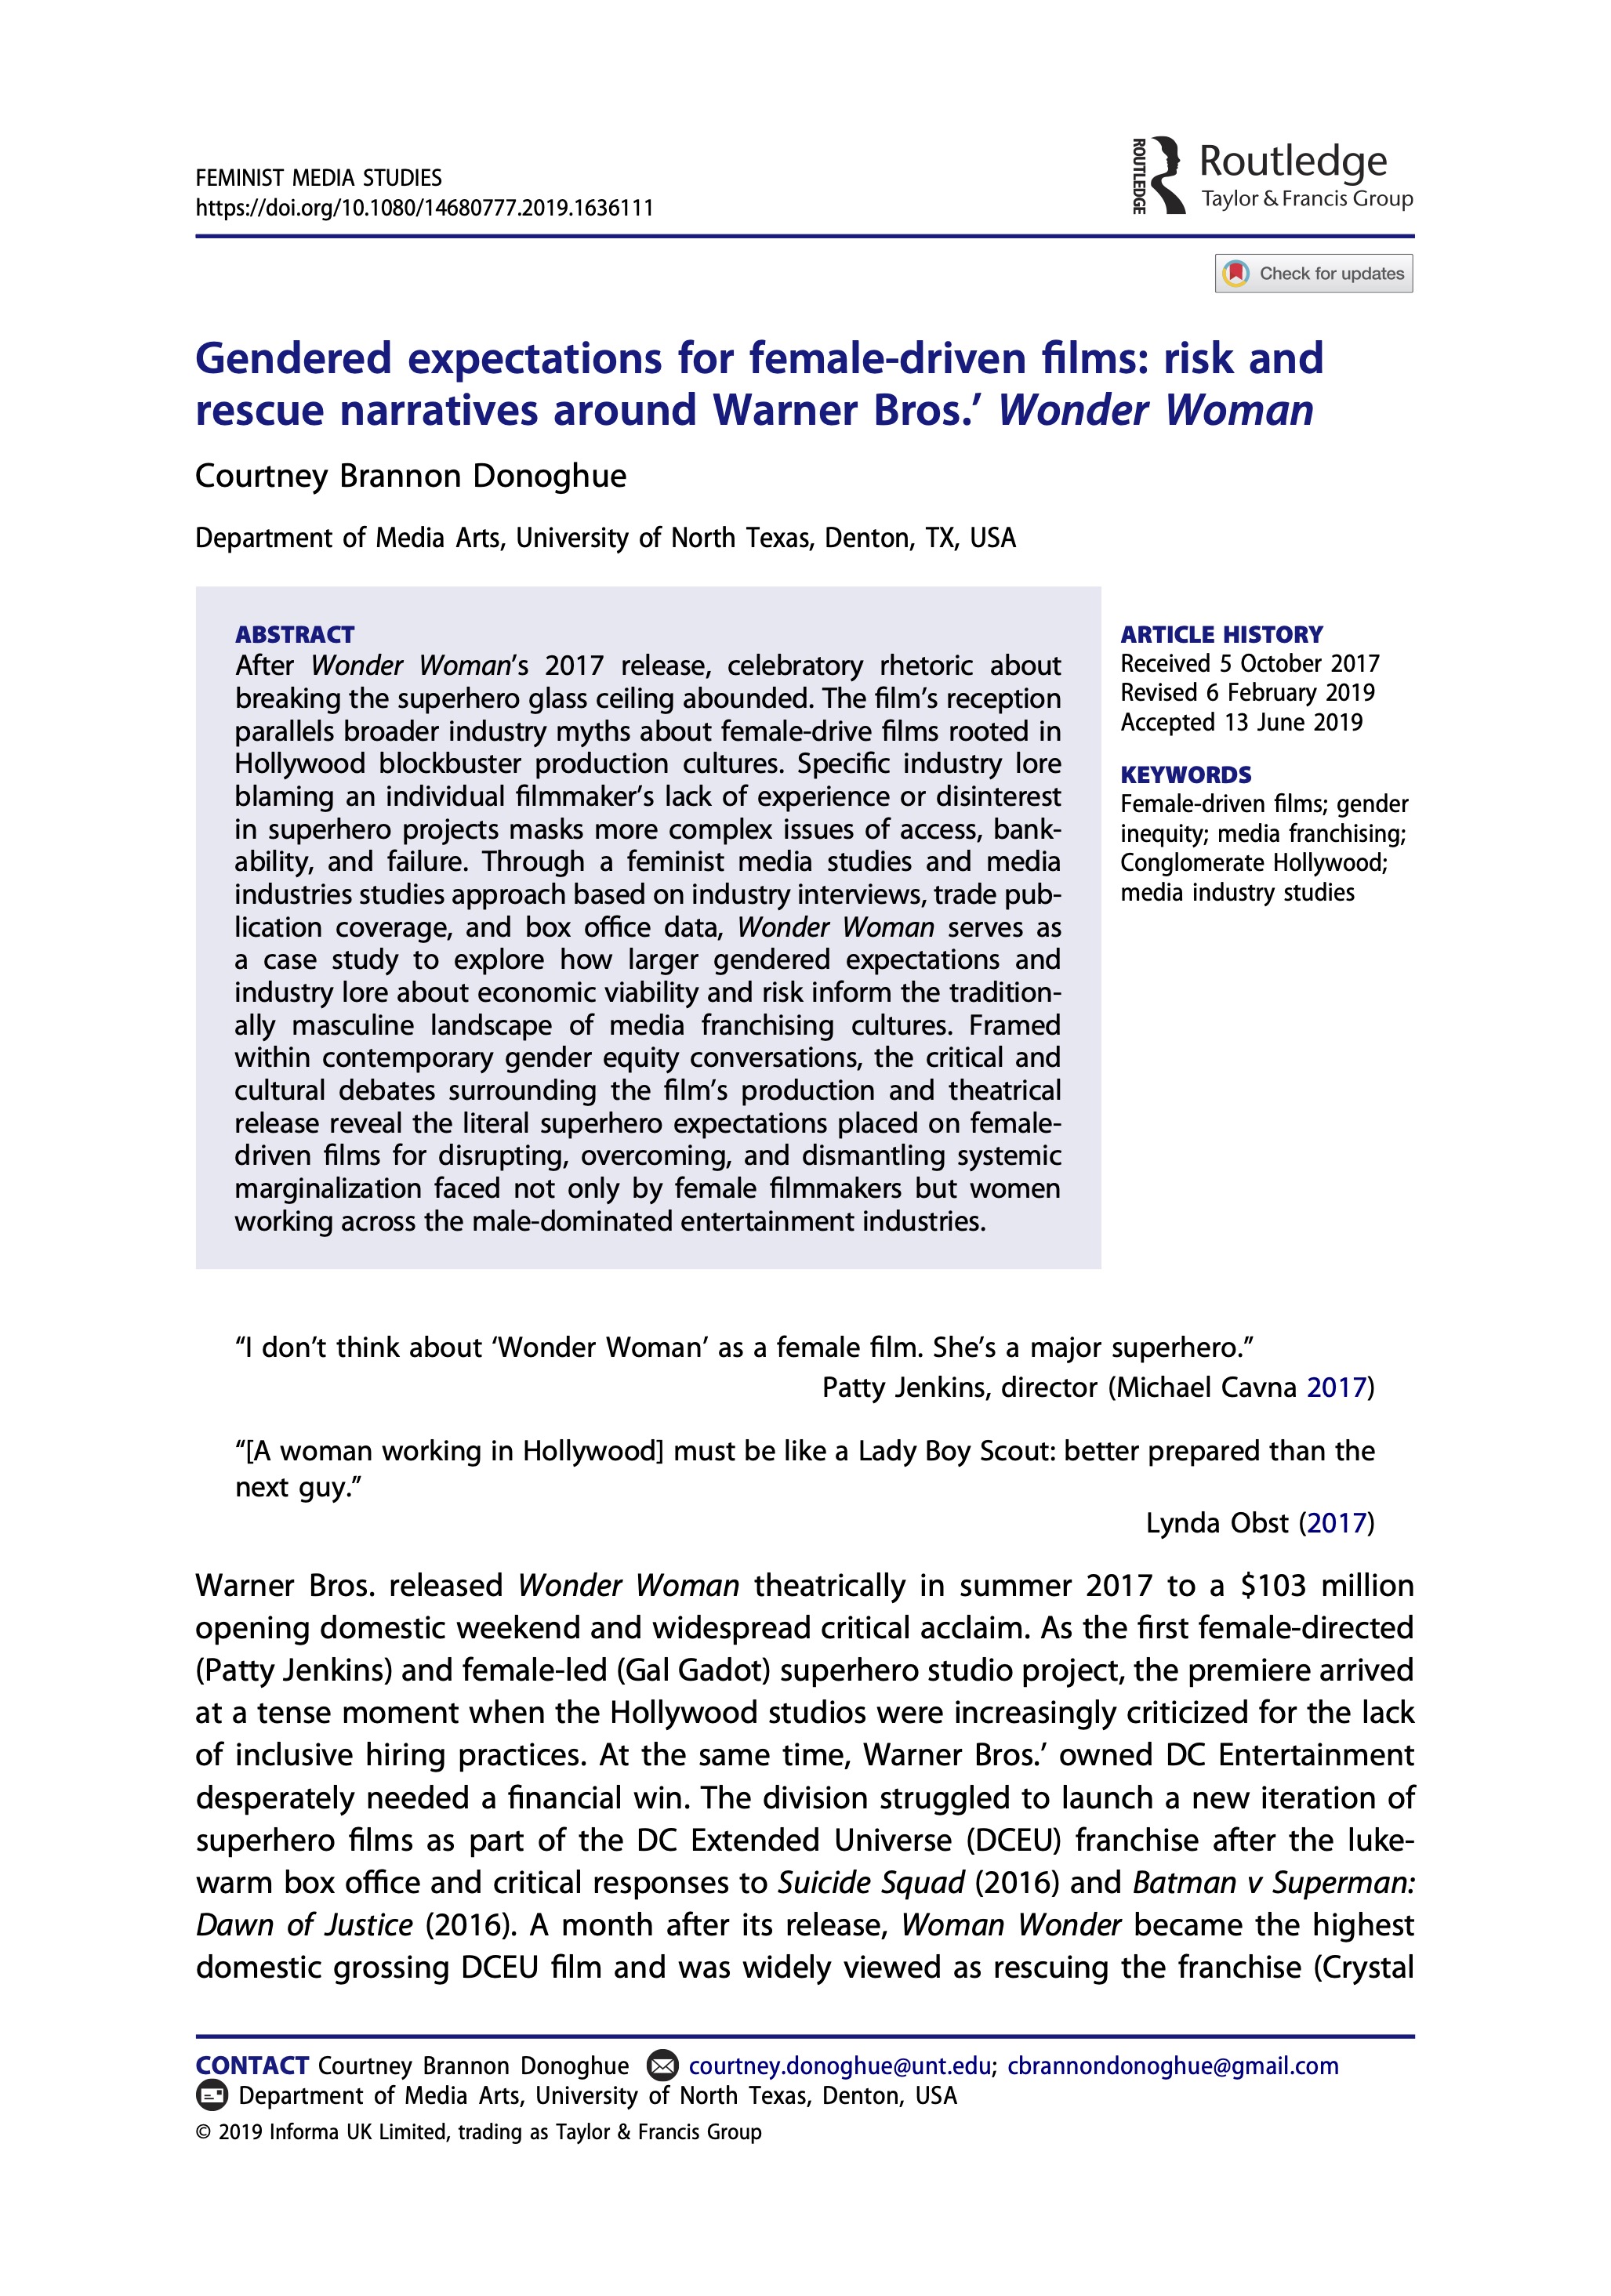 FEMINIST MEDIA STUDIES
https://doi.org/10.1080/14680777.2019.1636111
ROUTLEDGE
Routledge
Taylor & Francis Group
Check for updates
Gendered expectations for female-driven films: risk and
rescue narratives around Warner Bros.’ Wonder Woman
Courtney Brannon Donoghue
Department of Media Arts, University of North Texas, Denton, TX, USA
ABSTRACT
After Wonder Woman’s 2017 release, celebratory rhetoric about
breaking the superhero glass ceiling abounded. The film’s reception
parallels broader industry myths about female-drive films rooted in
Hollywood blockbuster production cultures. Specific industry lore
blaming an individual filmmaker’s lack of experience or disinterest
in superhero projects masks more complex issues of access, bank-
ability, and failure. Through a feminist media studies and media
industries studies approach based on industry interviews, trade pub-
lication coverage, and box office data, Wonder Woman serves as
a case study to explore how larger gendered expectations and
industry lore about economic viability and risk inform the tradition-
ally masculine landscape of media franchising cultures. Framed
within contemporary gender equity conversations, the critical and
cultural debates surrounding the film’s production and theatrical
release reveal the literal superhero expectations placed on female-
driven films for disrupting, overcoming, and dismantling systemic
marginalization faced not only by female filmmakers but women
working across the male-dominated entertainment industries.
ARTICLE HISTORY
Received 5 October 2017
Revised 6 February 2019
Accepted 13 June 2019
KEYWORDS
Female-driven films; gender
inequity; media franchising;
Conglomerate Hollywood;
media industry studies
“I don’t think about ‘Wonder Woman’ as a female film. She’s a major superhero.”
Patty Jenkins, director (Michael Cavna 2017)
“[A woman working in Hollywood] must be like a Lady Boy Scout: better prepared than the
next guy.”
Lynda Obst (2017)
Warner Bros. released Wonder Woman theatrically in summer 2017 to a $103 million
opening domestic weekend and widespread critical acclaim. As the first female-directed
(Patty Jenkins) and female-led (Gal Gadot) superhero studio project, the premiere arrived
at a tense moment when the Hollywood studios were increasingly criticized for the lack
of inclusive hiring practices. At the same time, Warner Bros.’ owned DC Entertainment
desperately needed a financial win. The division struggled to launch a new iteration of
superhero films as part of the DC Extended Universe (DCEU) franchise after the luke-
warm box office and critical responses to Suicide Squad (2016) and Batman v Superman:
Dawn of Justice (2016). A month after its release, Woman Wonder became the highest
domestic grossing DCEU film and was widely viewed as rescuing the franchise (Crystal
CONTACT Courtney Brannon Donoghue courtney.donoghue@unt.edu; cbrannondonoghue@gmail.com
Department of Media Arts, University of North Texas, Denton, USA
© 2019 Informa UK Limited, trading as Taylor & Francis Group